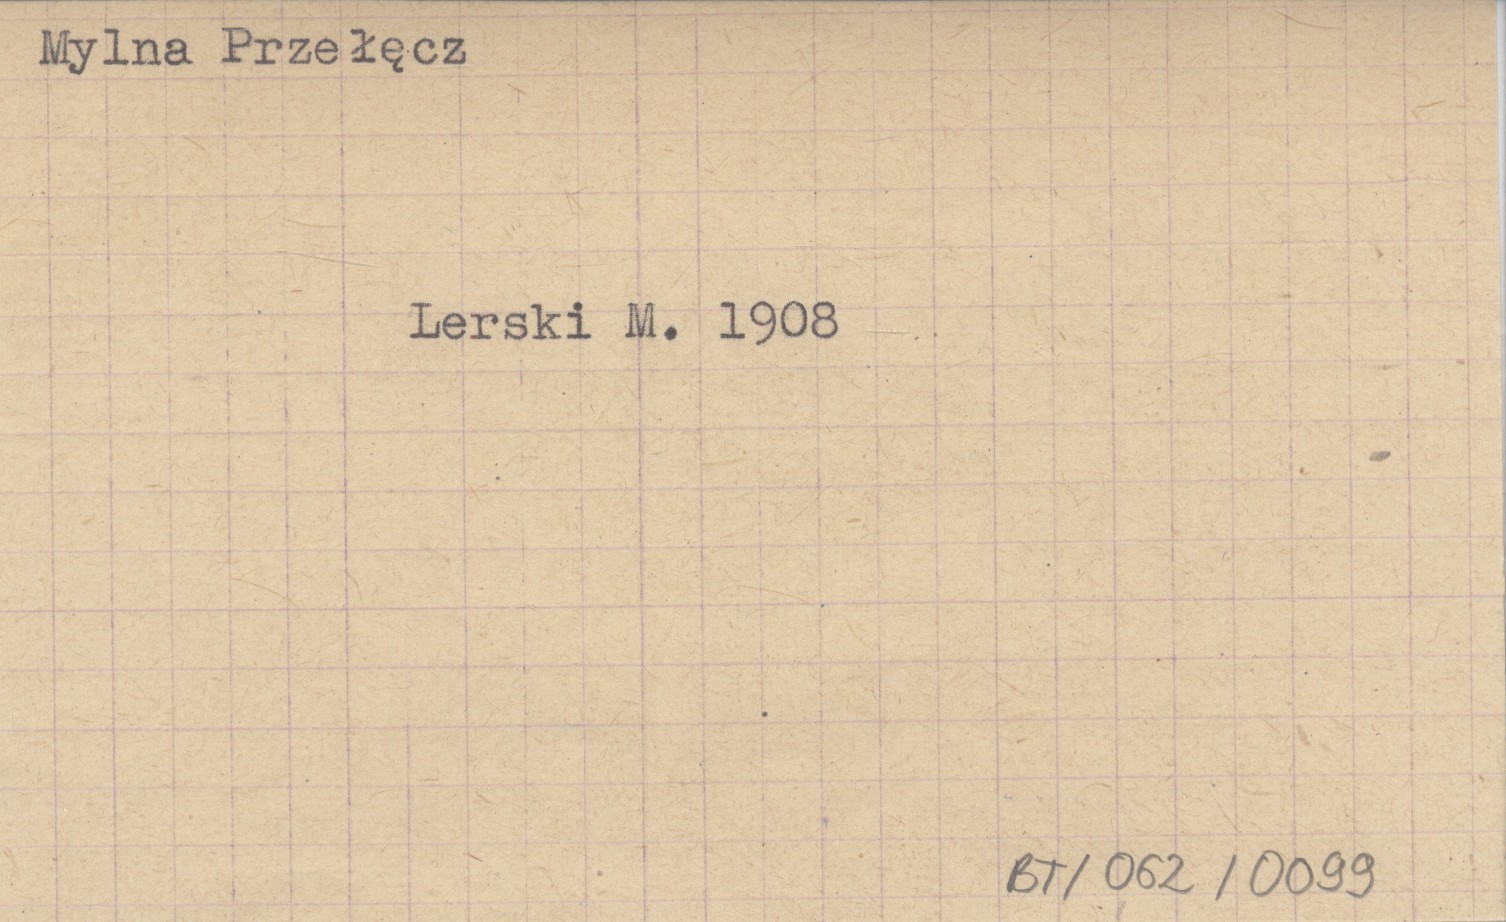 Mylna Przełęcz
Lerski M. 1908
BT/ 062 / 0099